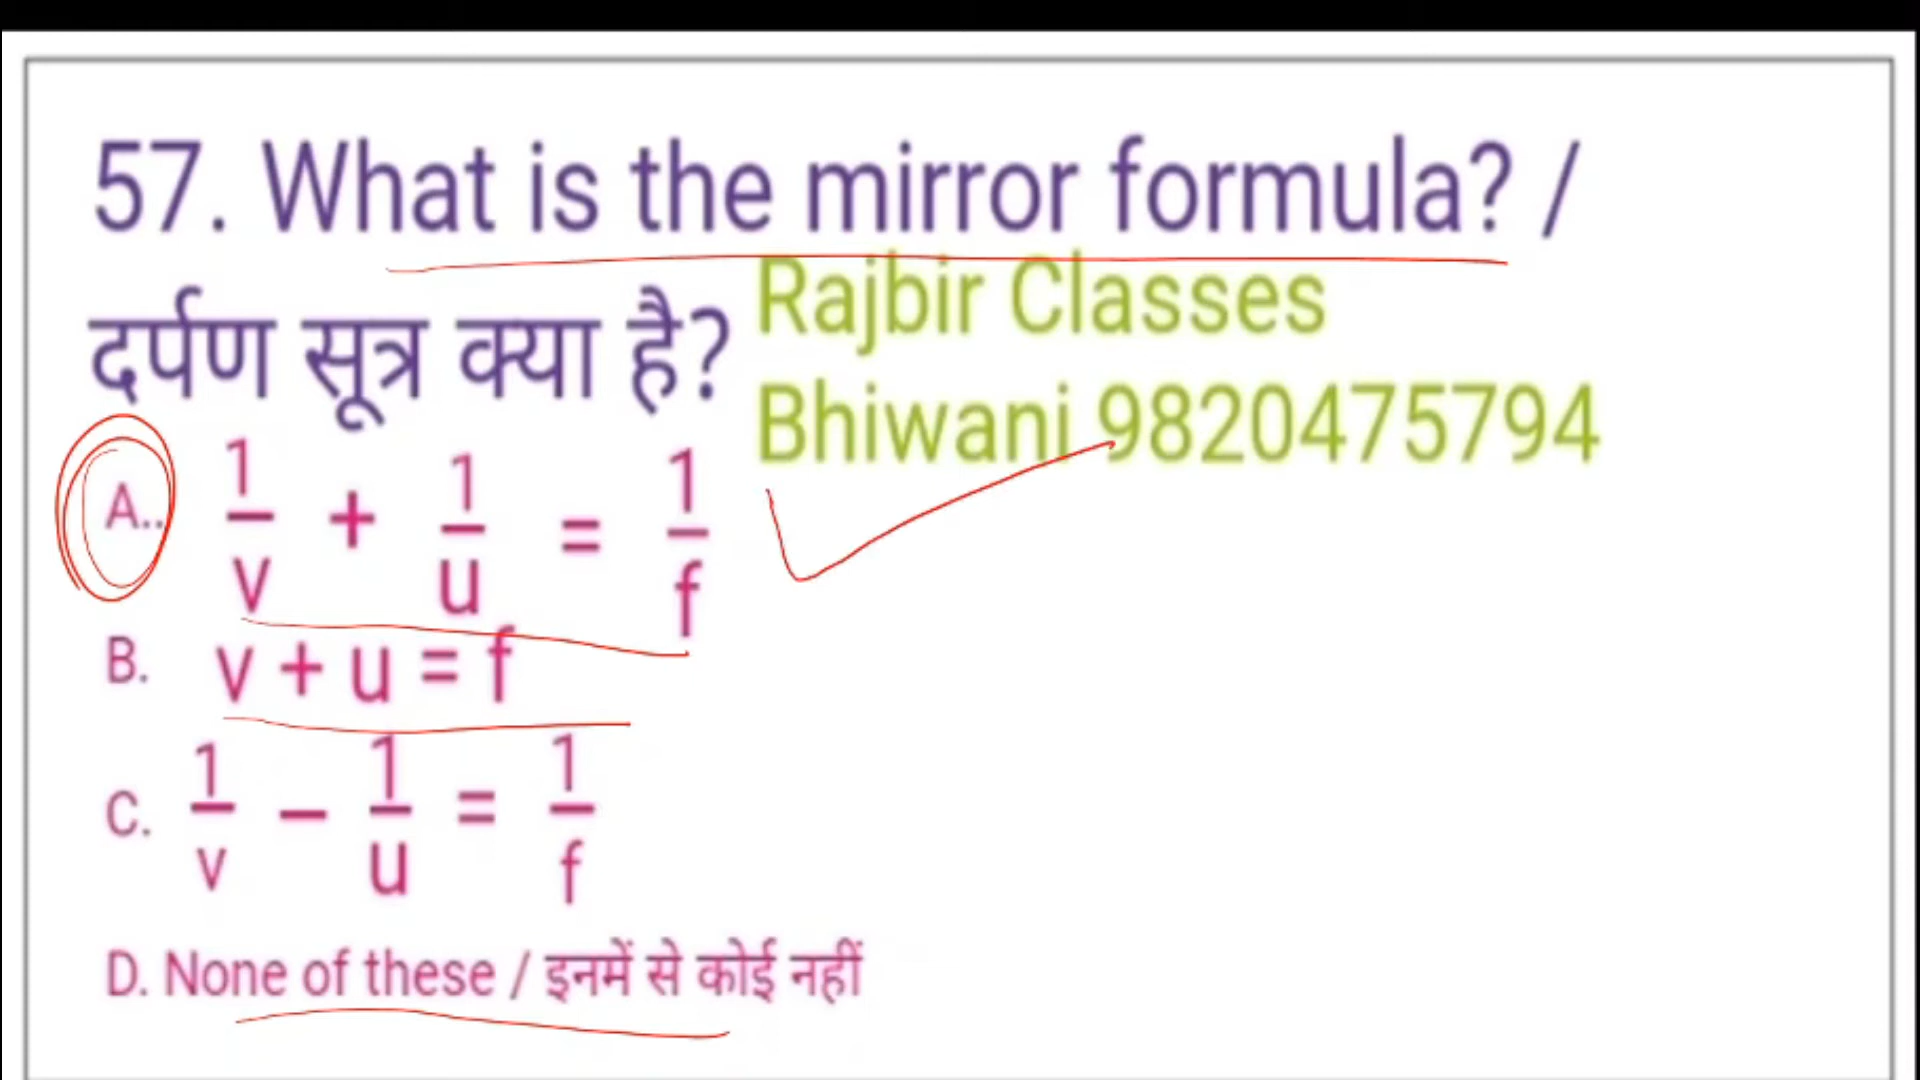 57. What is the mirror formula? /
दर्पण सूत्र क्या है?
Rajbir Classes
Bhiwani 9820475794
A.. 1/v + 1/u = 1/f
B. v + u = f
C. 1/v − 1/u = 1/f
D. None of these / इनमें से कोई नहीं